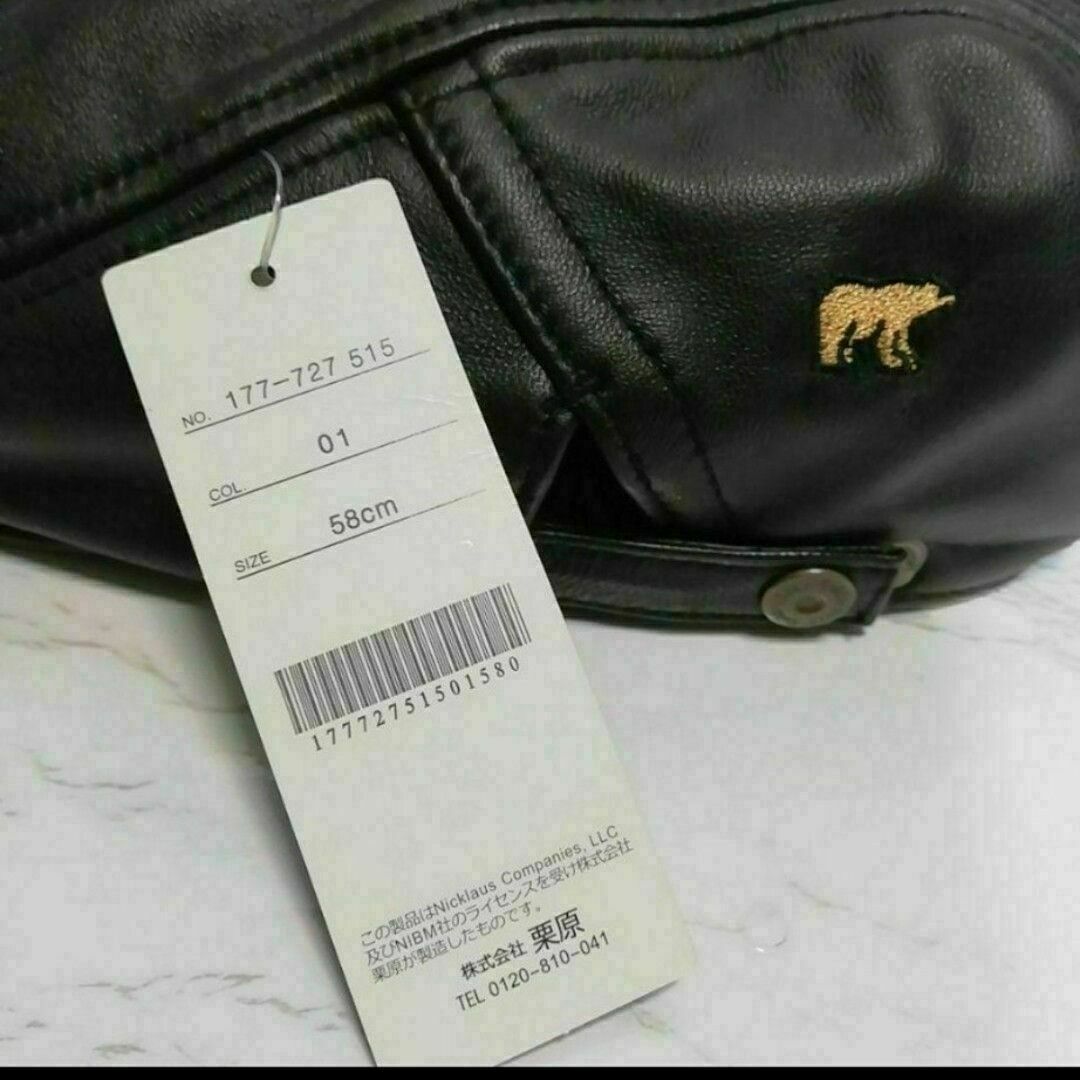 NO. 177-727 515
COL. 01
SIZE 58cm
17772751501580
この製品はNicklaus Companies, LLC
及びNIBM社のライセンスを受け株式会社
栗原が製造したものです。
株式会社 栗原
TEL 0120-810-041